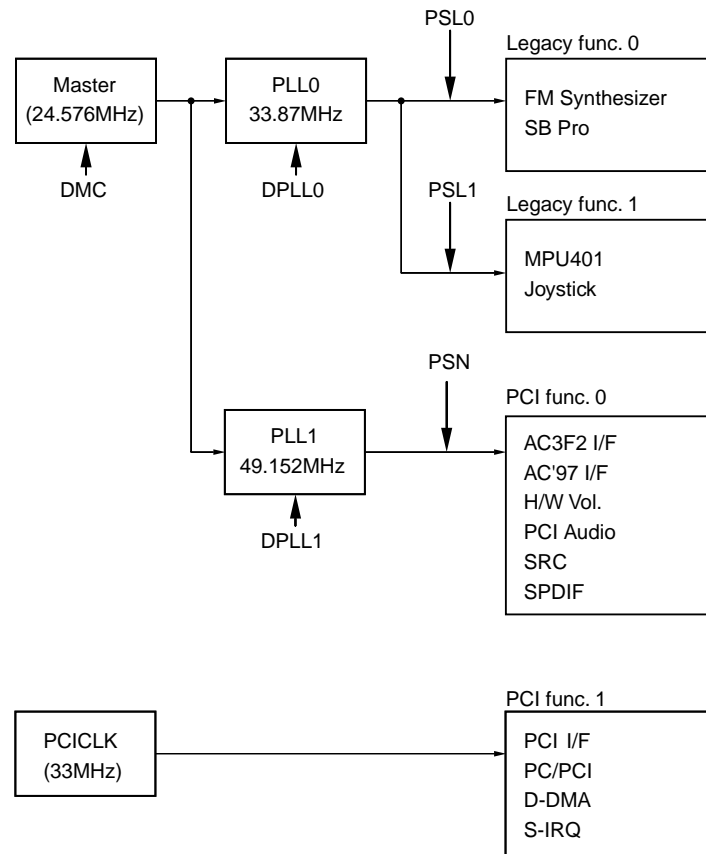 PSL0
Legacy func. 0
Master
(24.576MHz)
PLL0
33.87MHz
FM Synthesizer
SB Pro
DMC
DPLL0
PSL1
Legacy func. 1
MPU401
Joystick
PSN
PCI func. 0
PLL1
49.152MHz
AC3F2 I/F
AC'97 I/F
H/W Vol.
PCI Audio
SRC
SPDIF
DPLL1
PCI func. 1
PCICLK
(33MHz)
PCI I/F
PC/PCI
D-DMA
S-IRQ